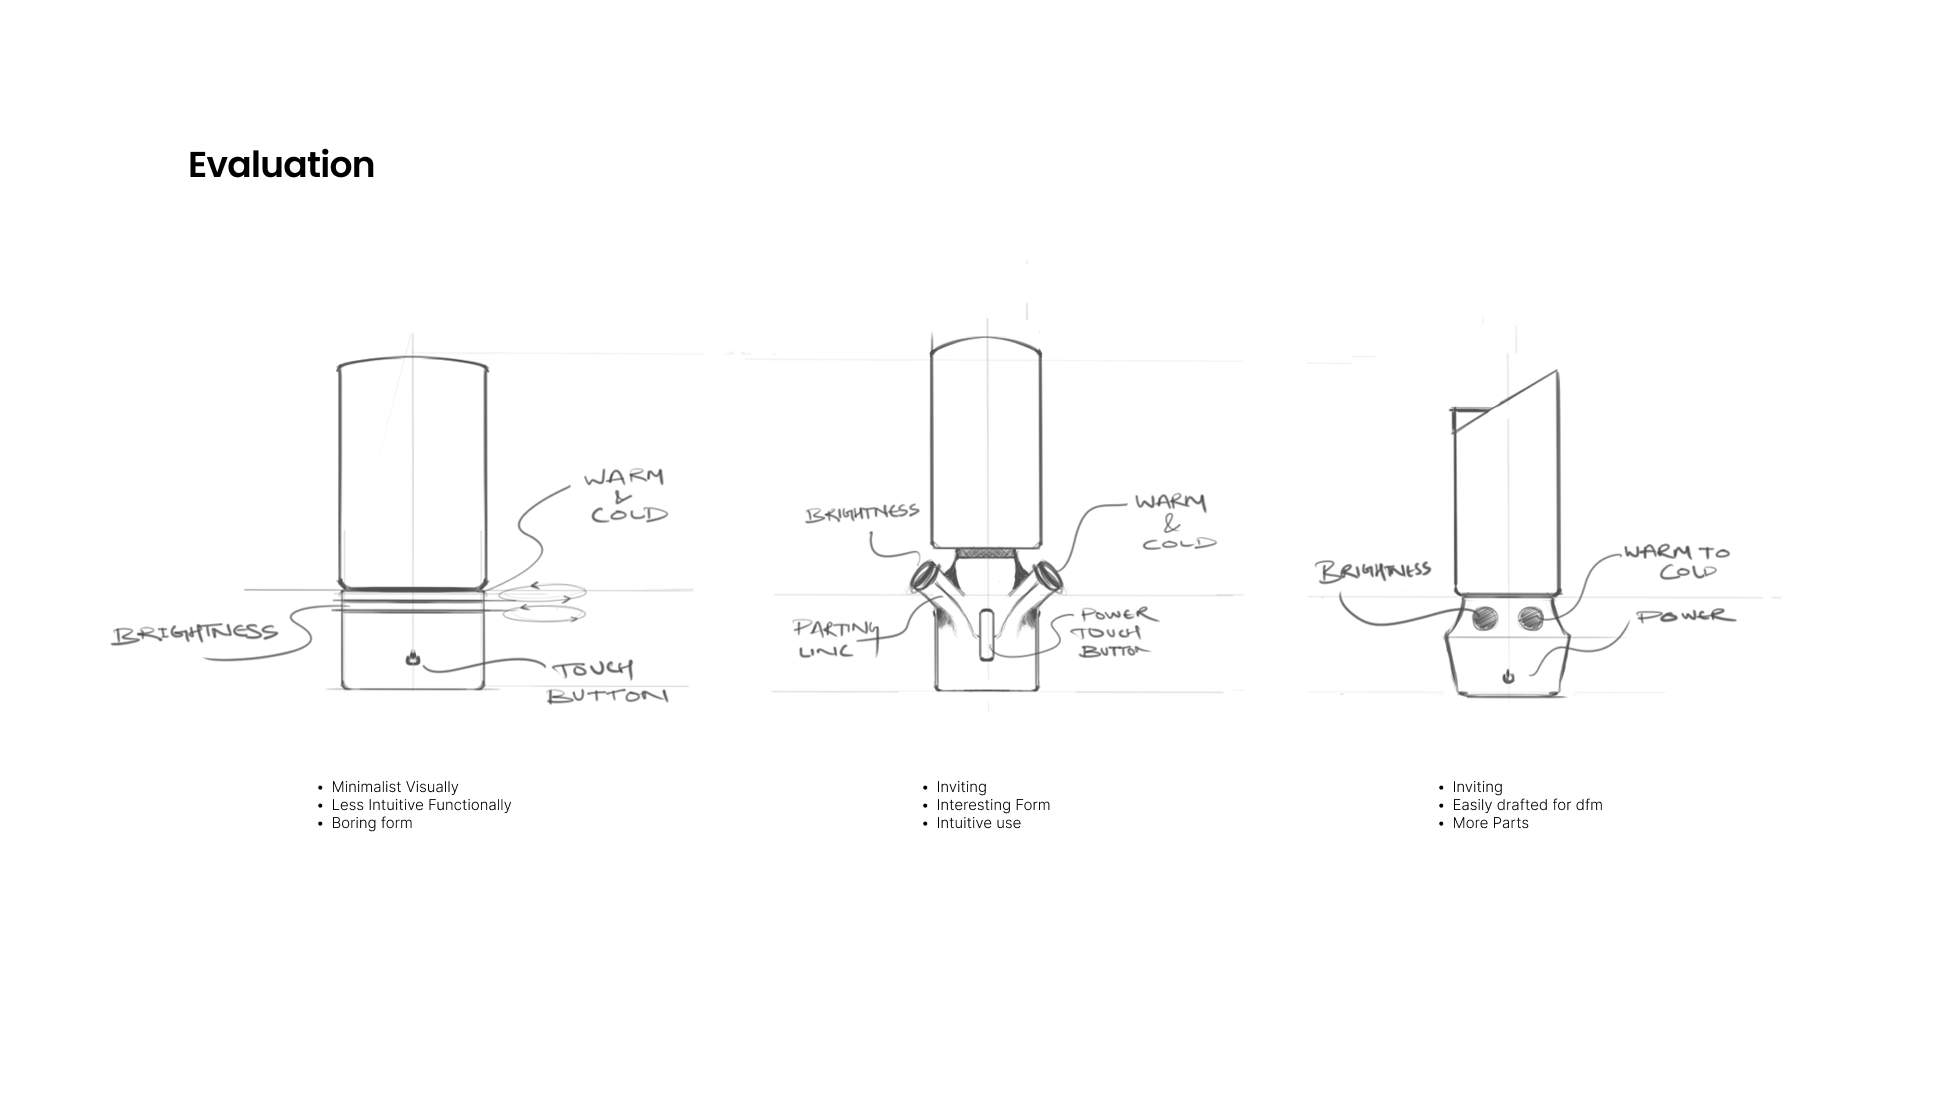 Evaluation
WARM
&
COLD
BRIGHTNESS
TOUCH
BUTTON
• Minimalist Visually
• Less Intuitive Functionally
• Boring form
BRIGHTNESS
WARM
&
COLD
PARTING
LINE
POWER
TOUCH
BUTTON
• Inviting
• Interesting Form
• Intuitive use
BRIGHTNESS
WARM TO
COLD
POWER
• Inviting
• Easily drafted for dfm
• More Parts